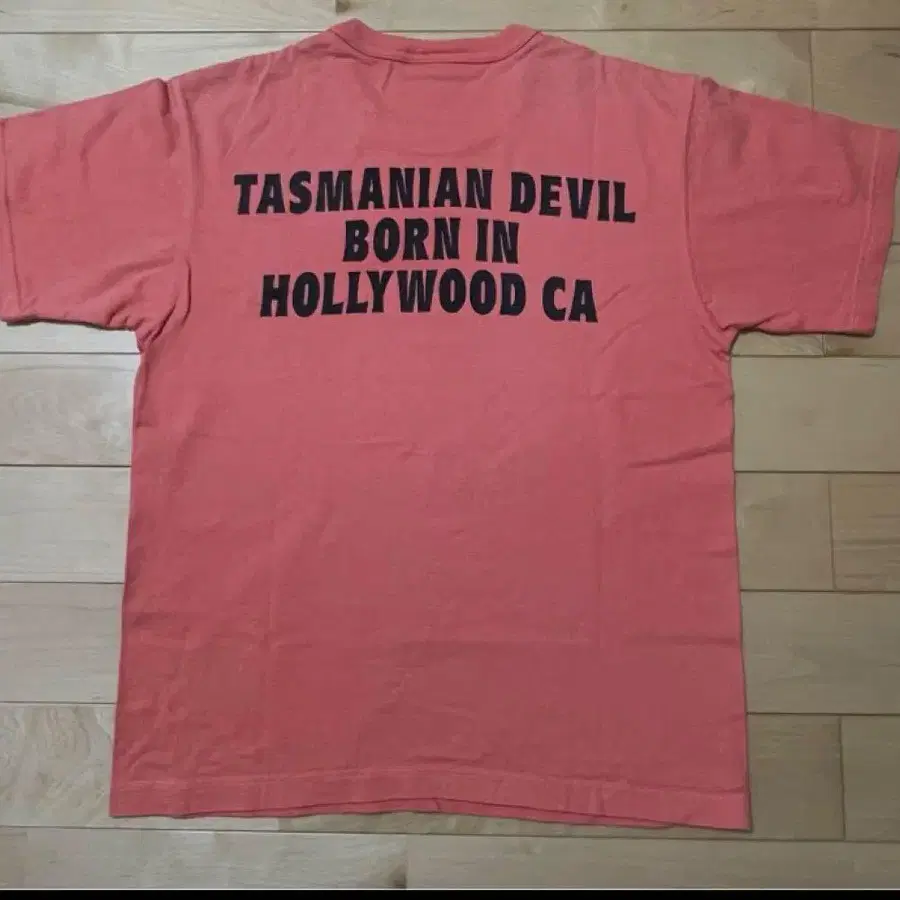 TASMANIAN DEVIL
BORN IN
HOLLYWOOD CA